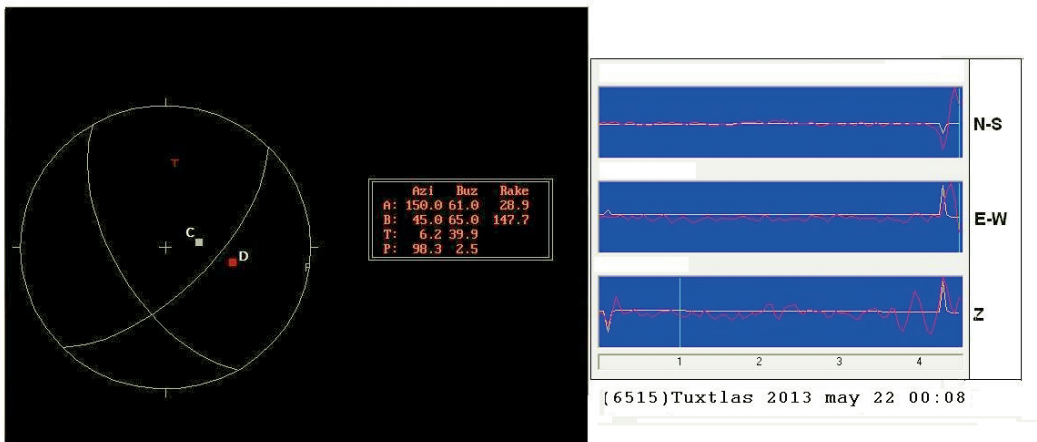 T
C
D
P
Azi Buz Rake
A: 150.0 61.0 28.9
B: 45.0 65.0 147.7
T: 6.2 39.9
P: 98.3 2.5
N-S
E-W
Z
1 2 3 4
(6515)Tuxtlas 2013 may 22 00:08